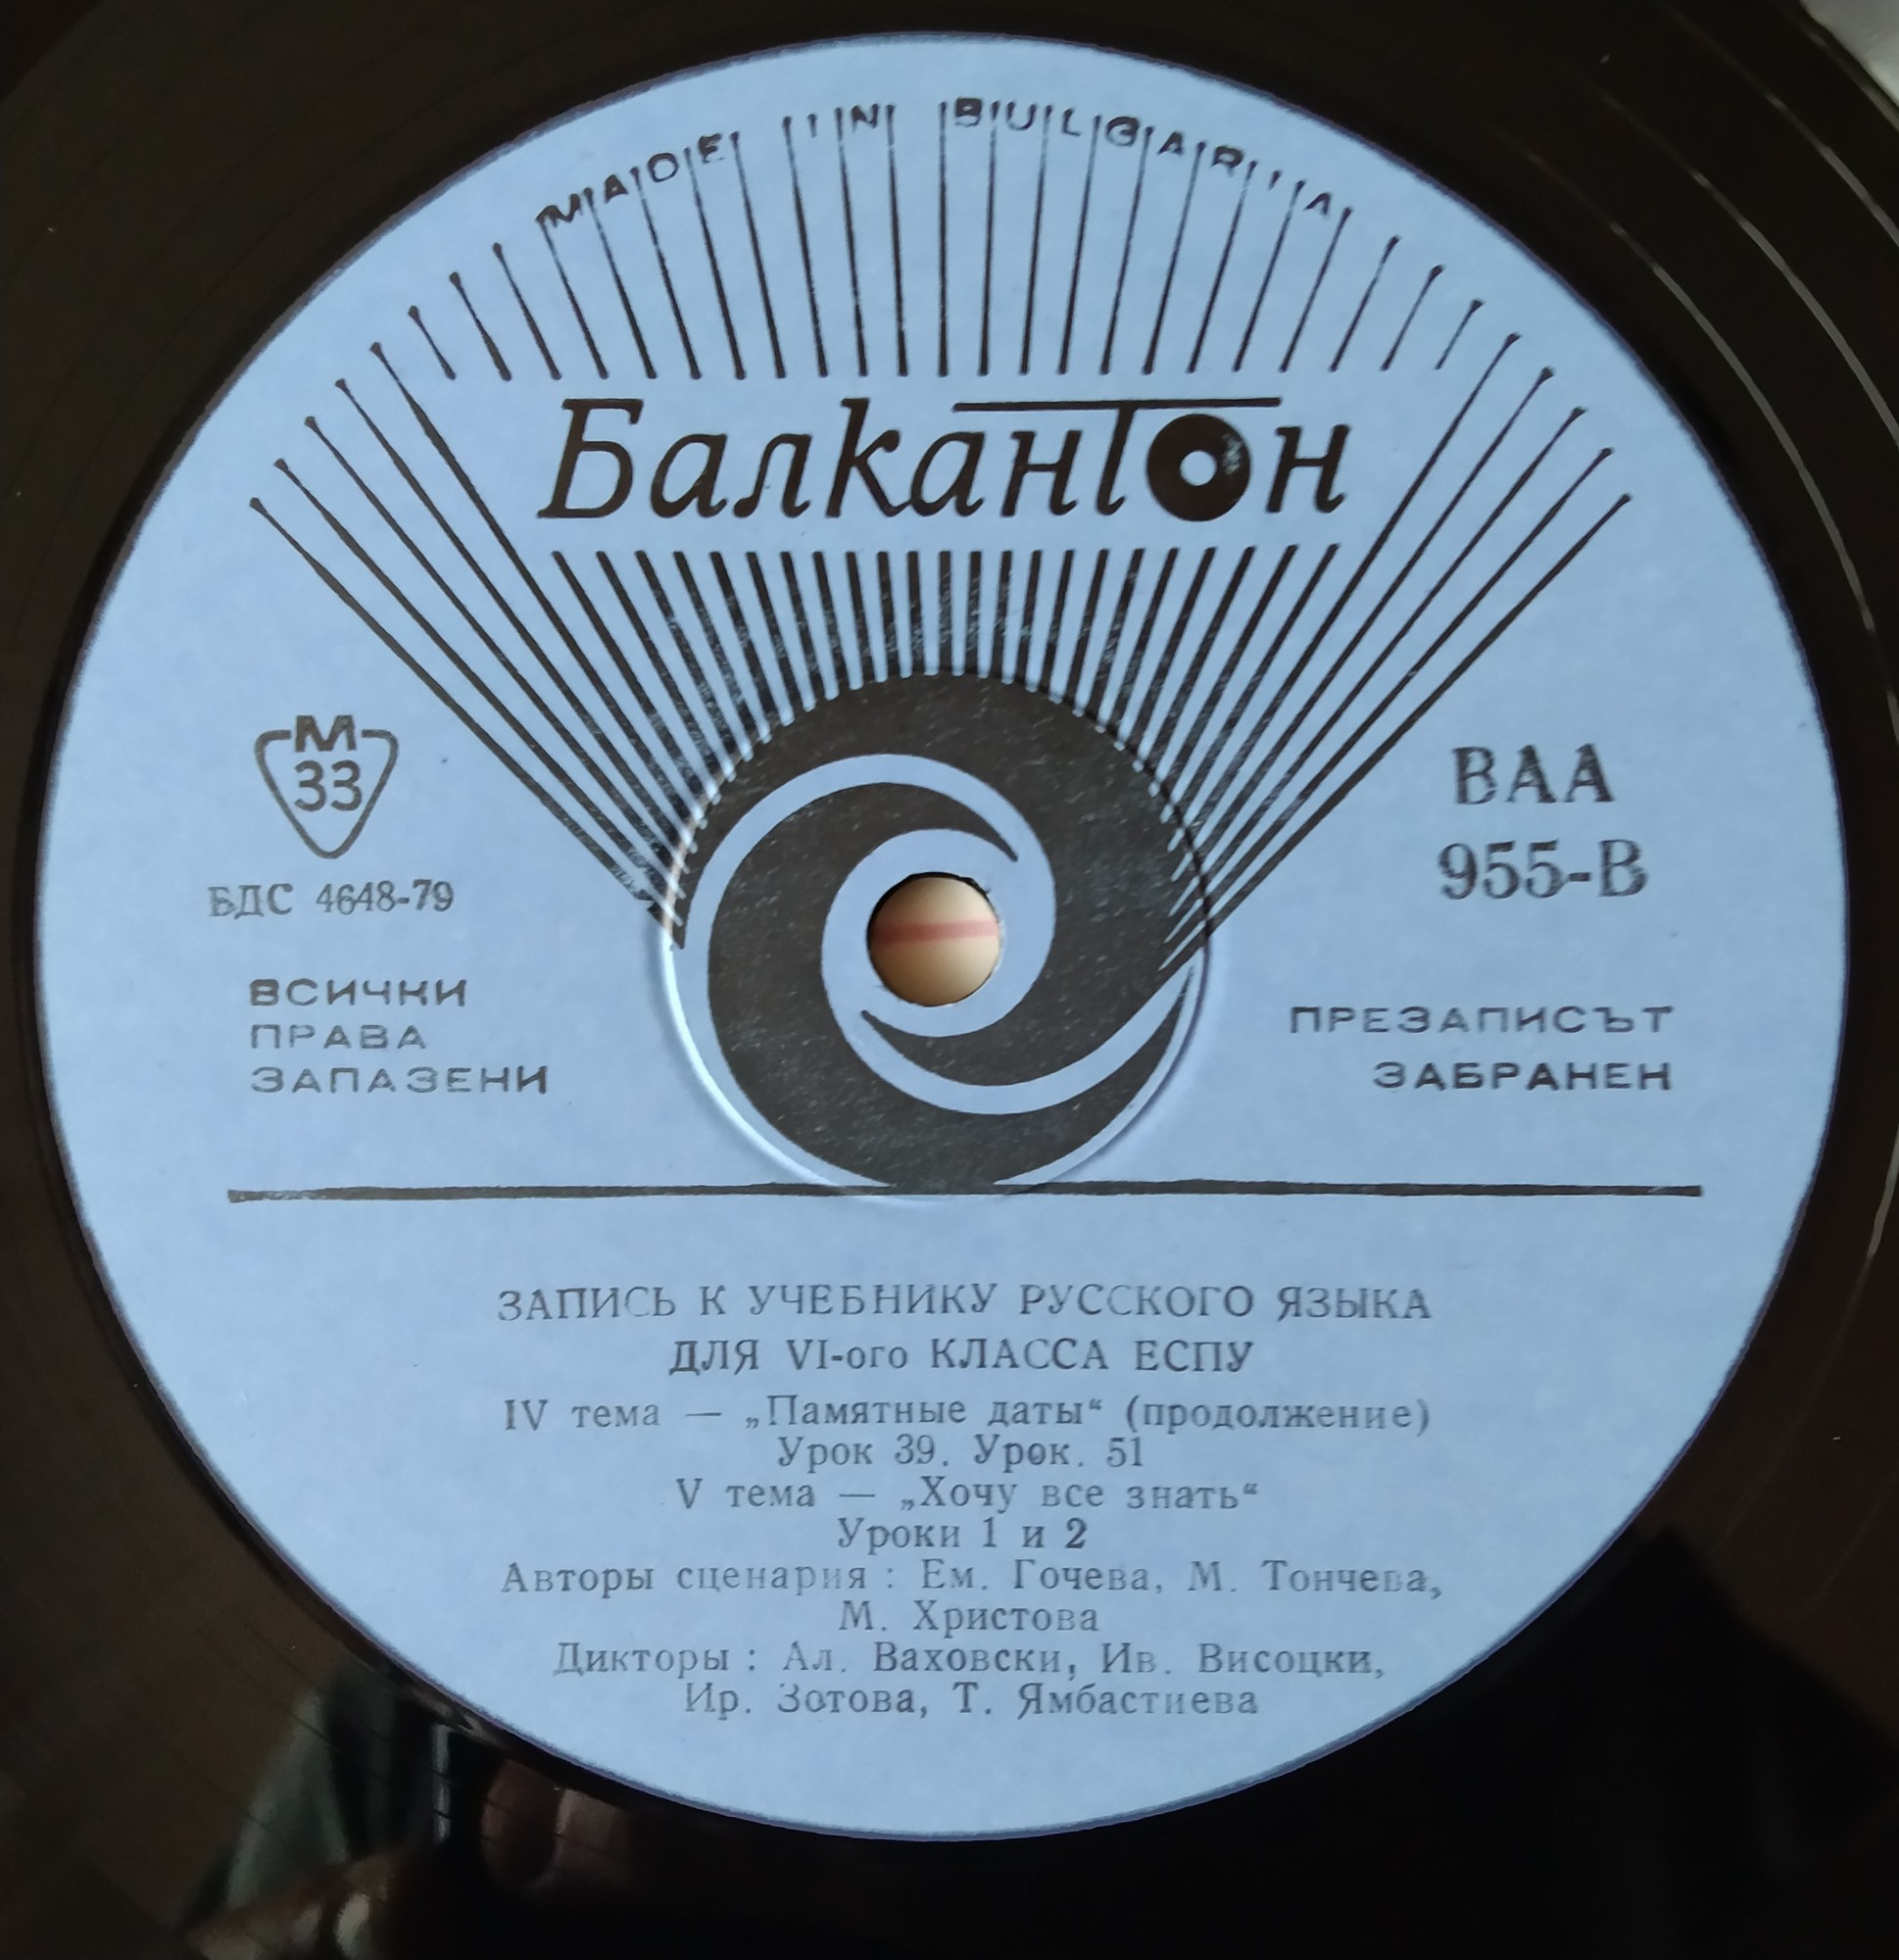 MADE IN BULGARIA
Балкантон
М
33
БДС 4648-79
ВСИЧКИ
ПРАВА
ЗАПАЗЕНИ
ВАА
955-В
ПРЕЗАПИСЪТ
ЗАБРАНЕН
ЗАПИСЬ К УЧЕБНИКУ РУССКОГО ЯЗЫКА
ДЛЯ VI-ого КЛАССА ЕСПУ
IV тема — „Памятные даты“ (продолжение)
Урок 39. Урок. 51
V тема — „Хочу все знать“
Уроки 1 и 2
Авторы сценария : Ем. Гочева, М. Тончева,
М. Христова
Дикторы : Ал. Ваховски, Ив. Височки,
Ир. Зотова, Т. Ямбастиева